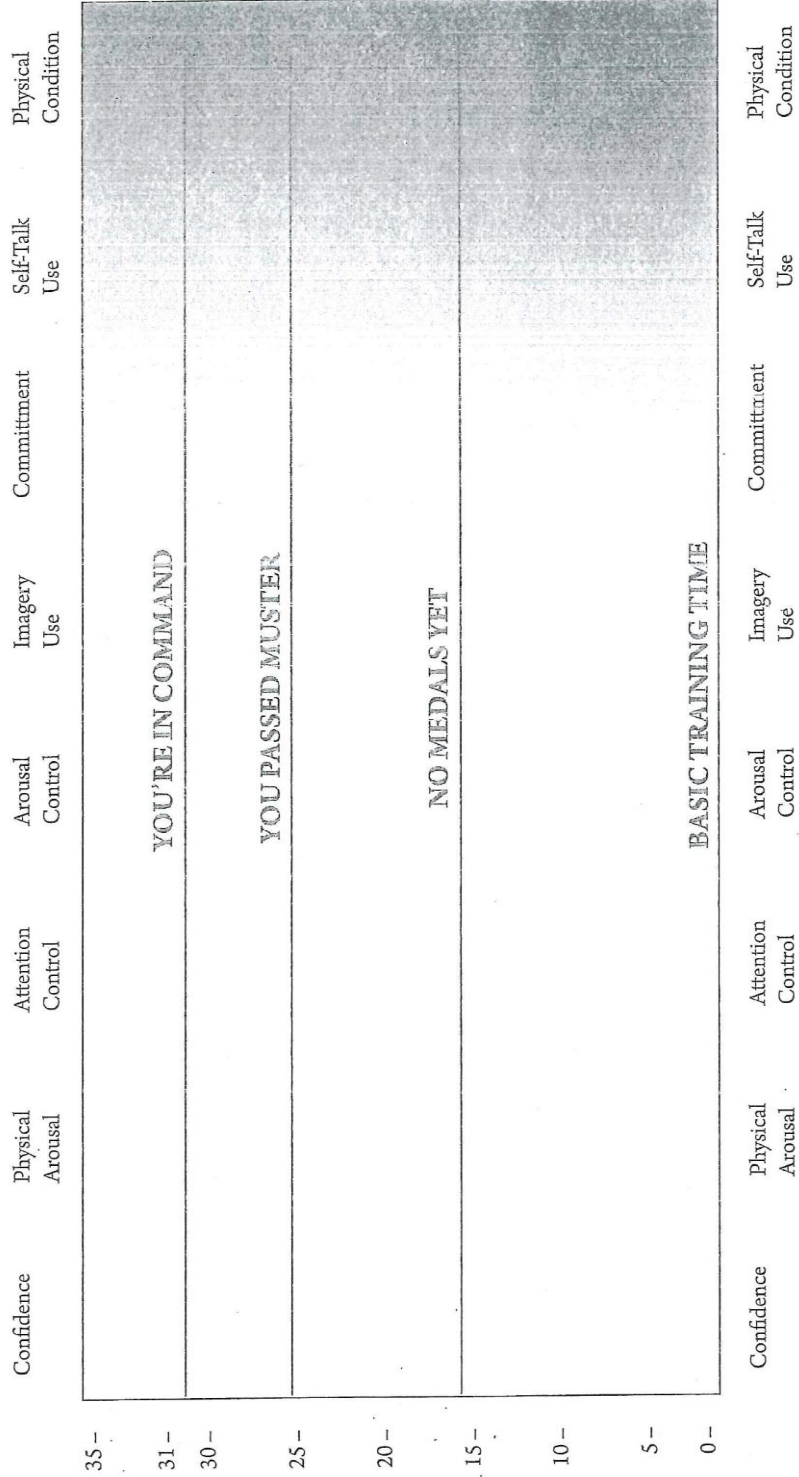 Confidence
Physical
Arousal
Attention
Control
Arousal
Control
Imagery
Use
Committment
Self-Talk
Use
Physical
Condition
35 –
31 –
30 –
25 –
20 –
15 –
10 –
5 –
0 –
YOU'RE IN COMMAND
YOU PASSED MUSTER
NO MEDALS YET
BASIC TRAINING TIME
Confidence
Physical
Arousal
Attention
Control
Arousal
Control
Imagery
Use
Committment
Self-Talk
Use
Physical
Condition